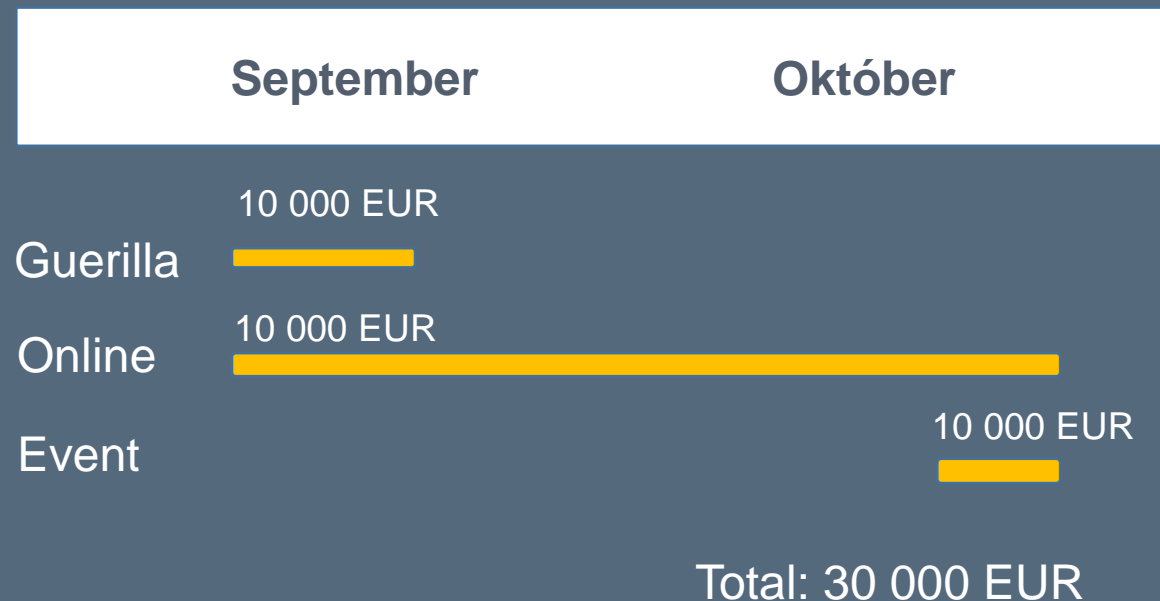 September Október
10 000 EUR
Guerilla
10 000 EUR
Online
10 000 EUR
Event
Total: 30 000 EUR